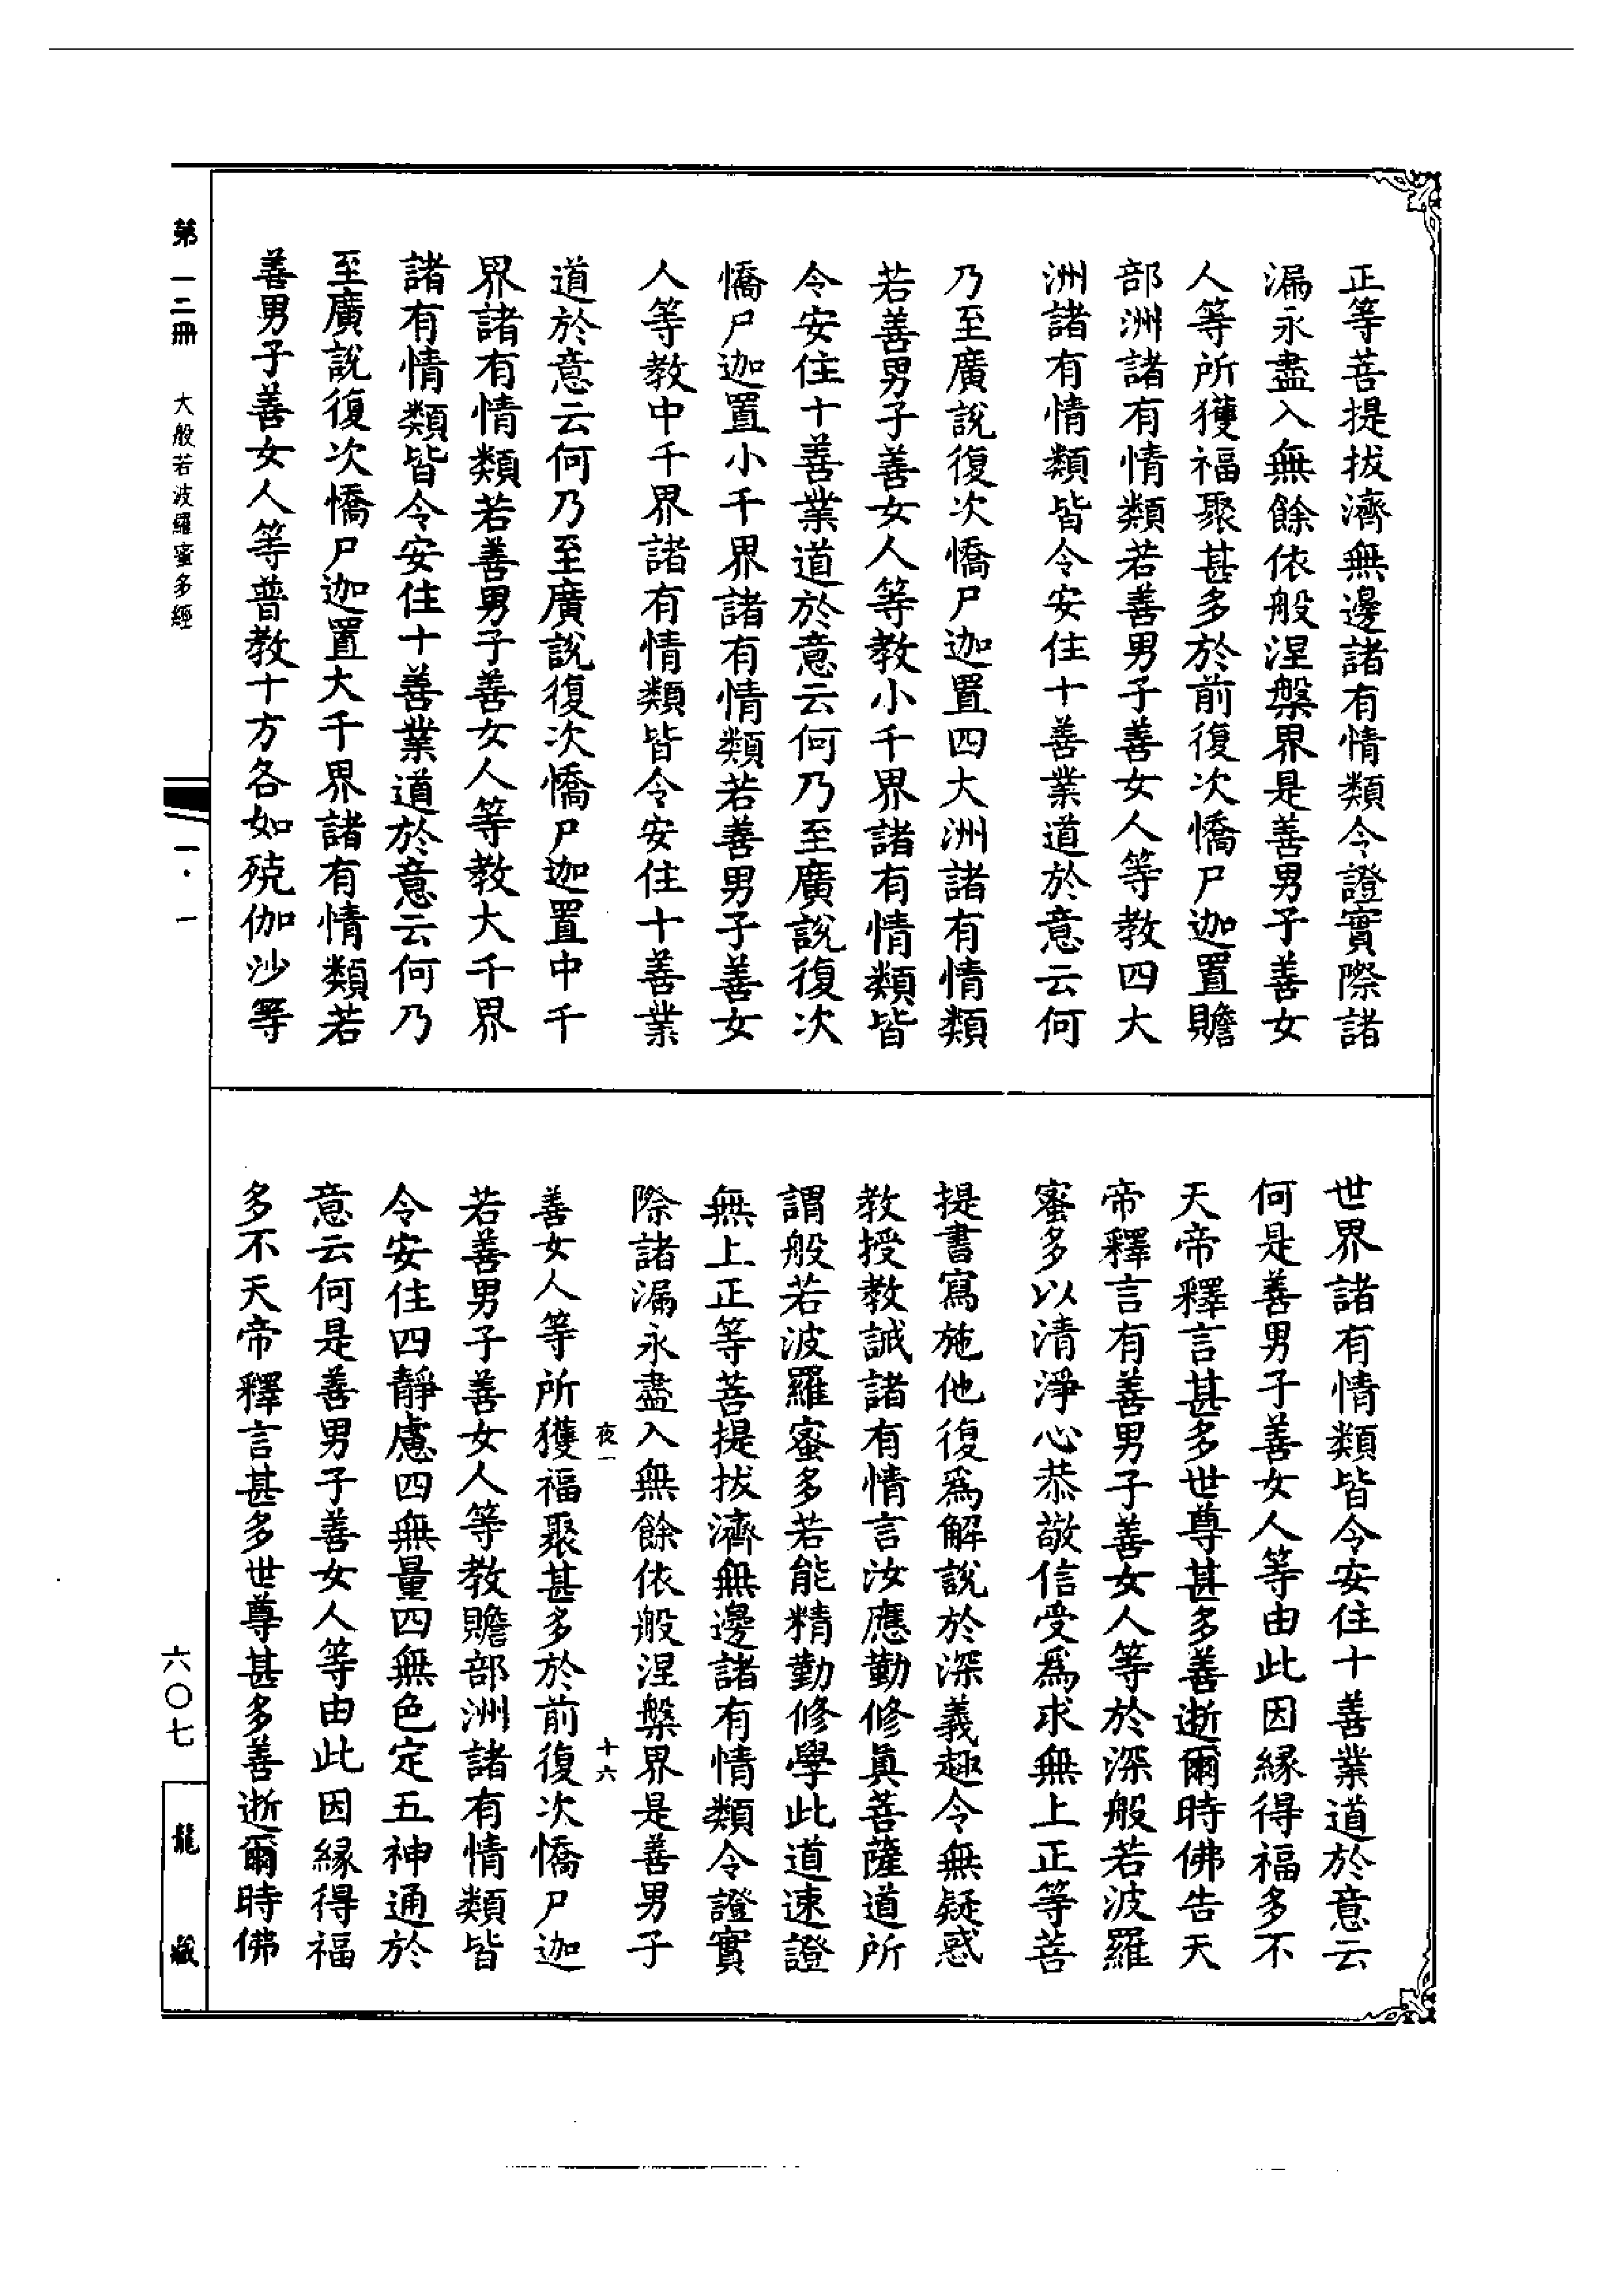 正等菩提拔濟無邊諸有情類令證實際諸
漏永盡入無餘依般涅槃界是善男子善女
人等所獲福聚甚多於前復次憍尸迦置贍
部洲諸有情類若善男子善女人等教四大
洲諸有情類皆令安住十善業道於意云何
乃至廣說復次憍尸迦置四大洲諸有情類
若善男子善女人等教小千界諸有情類皆
令安住十善業道於意云何乃至廣說復次
憍尸迦置小千界諸有情類若善男子善女
人等教中千界諸有情類皆令安住十善業
道於意云何乃至廣說復次憍尸迦置中千
界諸有情類若善男子善女人等教大千界
諸有情類皆令安住十善業道於意云何乃
至廣說復次憍尸迦置大千界諸有情類若
善男子善女人等普教十方各如殑伽沙等
世界諸有情類皆令安住十善業道於意云
何是善男子善女人等由此因緣得福多不
天帝釋言甚多世尊甚多善逝爾時佛告天
帝釋言有善男子善女人等於深般若波羅
蜜多以清淨心恭敬信受爲求無上正等菩
提書寫施他復爲解說於深義趣令無疑惑
教授教誡諸有情言汝應勤修眞菩薩道所
謂般若波羅蜜多若能精勤修學此道速證
無上正等菩提拔濟無邊諸有情類令證實
際諸漏永盡入無餘依般涅槃界是善男子
夜一 十六
善女人等所獲福聚甚多於前復次憍尸迦
若善男子善女人等教贍部洲諸有情類皆
令安住四靜慮四無量四無色定五神通於
意云何是善男子善女人等由此因緣得福
多不天帝釋言甚多世尊甚多善逝爾時佛
第一二冊 大般若波羅蜜多經 一·一 六〇七 龍藏